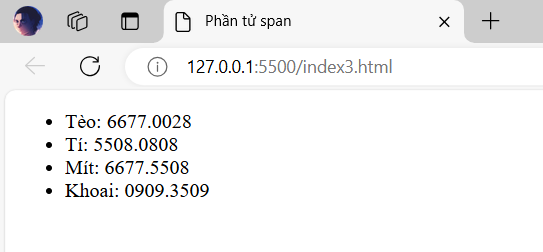 Phần tử span
127.0.0.1:5500/index3.html
Tèo: 6677.0028
Tí: 5508.0808
Mít: 6677.5508
Khoai: 0909.3509